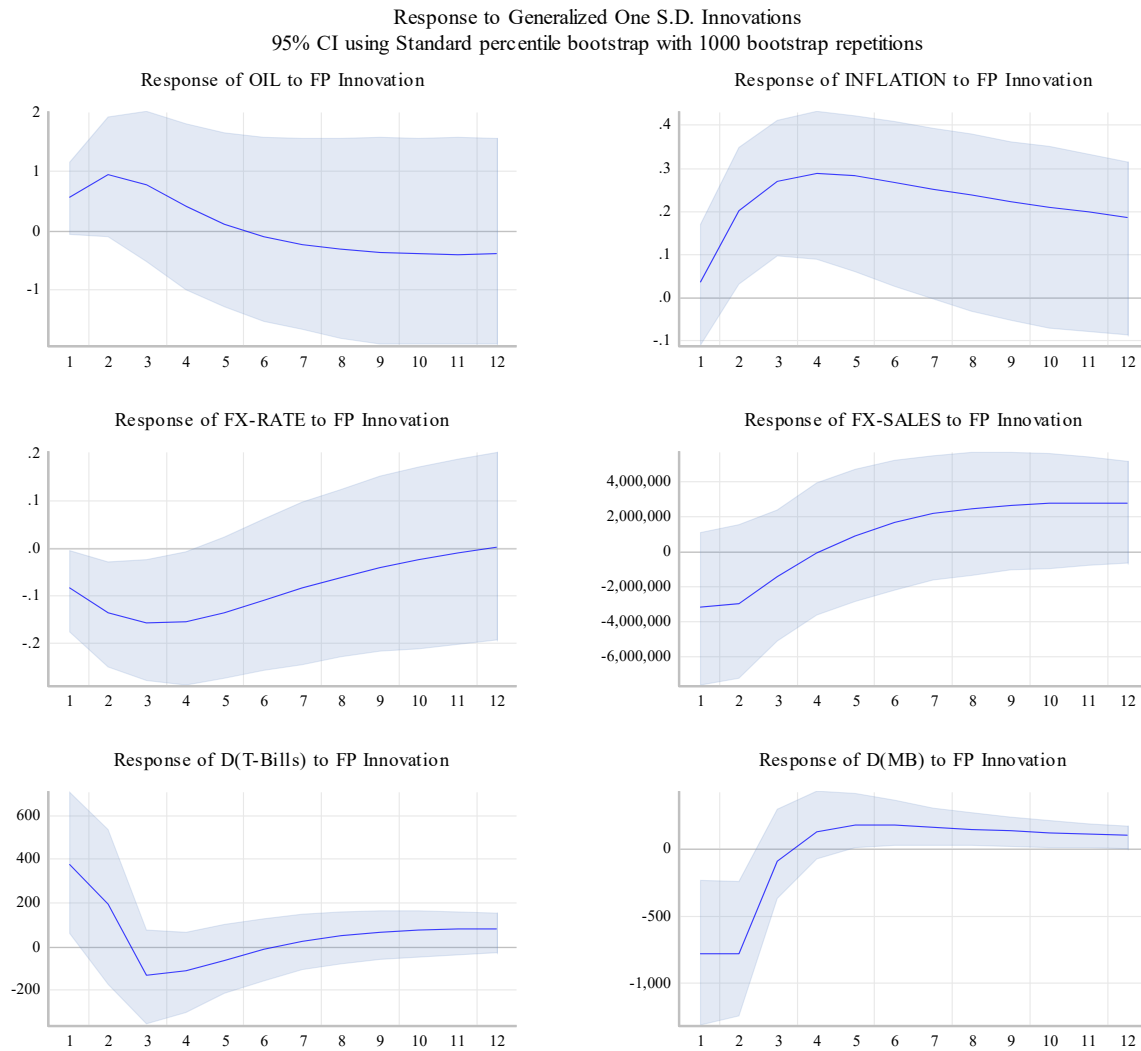 Response to Generalized One S.D. Innovations
95% CI using Standard percentile bootstrap with 1000 bootstrap repetitions
Response of OIL to FP Innovation
2
1
0
-1
1 2 3 4 5 6 7 8 9 10 11 12
Response of INFLATION to FP Innovation
.4
.3
.2
.1
.0
-.1
1 2 3 4 5 6 7 8 9 10 11 12
Response of FX-RATE to FP Innovation
.2
.1
.0
-.1
-.2
1 2 3 4 5 6 7 8 9 10 11 12
Response of FX-SALES to FP Innovation
4,000,000
2,000,000
0
-2,000,000
-4,000,000
-6,000,000
1 2 3 4 5 6 7 8 9 10 11 12
Response of D(T-Bills) to FP Innovation
600
400
200
0
-200
1 2 3 4 5 6 7 8 9 10 11 12
Response of D(MB) to FP Innovation
0
-500
-1,000
1 2 3 4 5 6 7 8 9 10 11 12